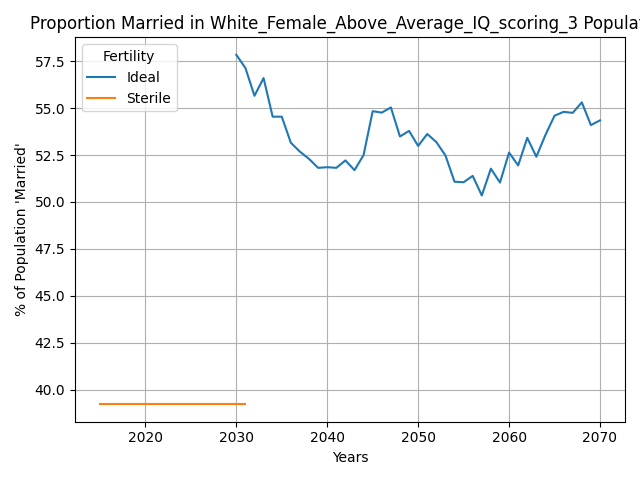 Proportion Married in White_Female_Above_Average_IQ_scoring_3 Populat
% of Population 'Married'
57.5
55.0
52.5
50.0
47.5
45.0
42.5
40.0
Fertility
Ideal
Sterile
2020 2030 2040 2050 2060 2070
Years